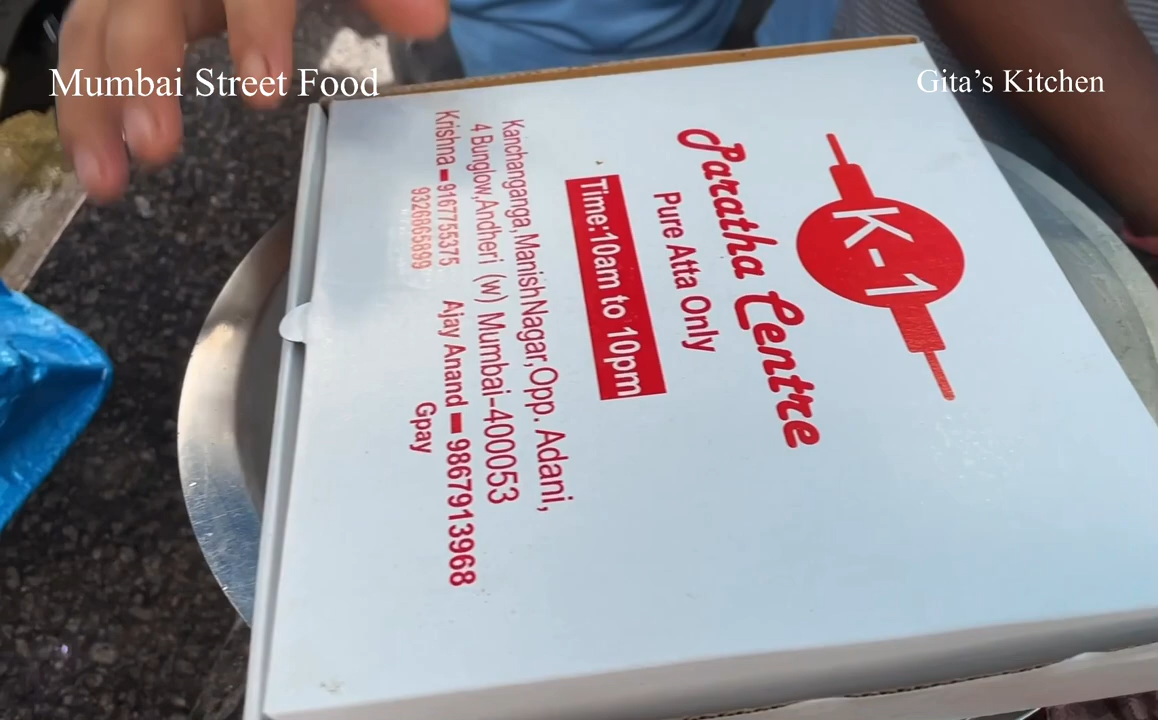 Mumbai Street Food
Gita’s Kitchen
K-1
Paratha Centre
Pure Atta Only
Time:10am to 10pm
Kanchanganga, Manish Nagar, Opp. Adani,
4 Bunglow, Andheri (W) Mumbai-400053
Krishna - 9167755375 Ajay Anand - 9867913968
9326865899 Gpay